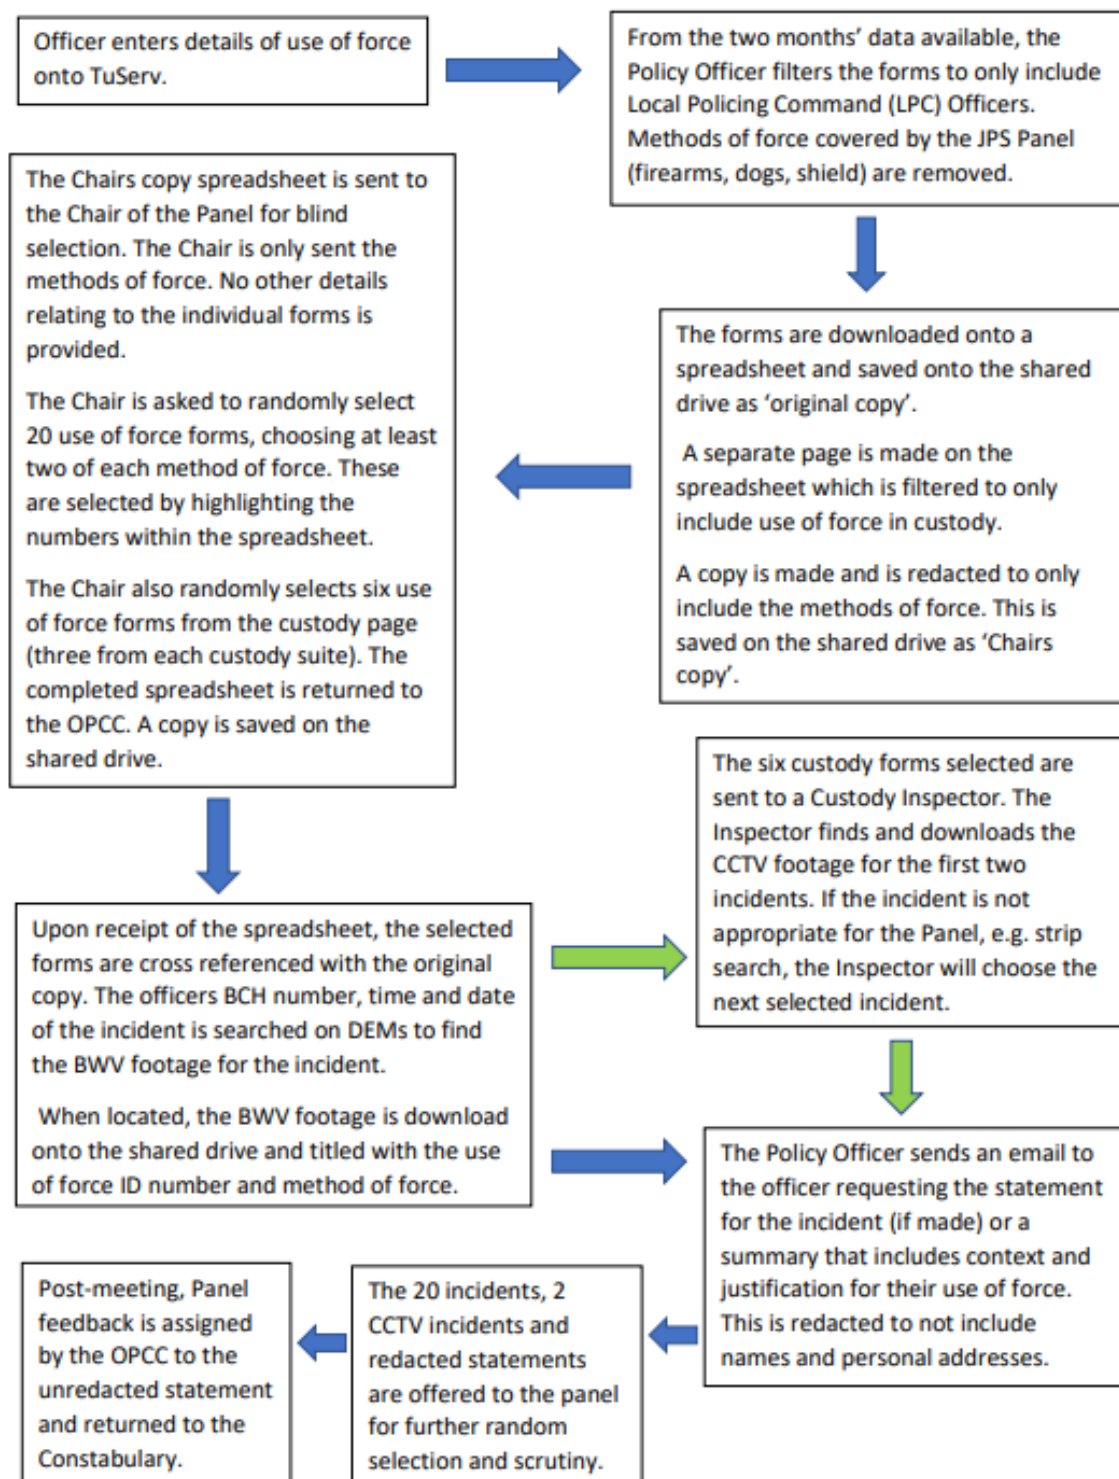 Officer enters details of use of force
onto TuServ.
From the two months’ data available, the
Policy Officer filters the forms to only include
Local Policing Command (LPC) Officers.
Methods of force covered by the JPS Panel
(firearms, dogs, shield) are removed.
The forms are downloaded onto a
spreadsheet and saved onto the shared
drive as ‘original copy’.
A separate page is made on the
spreadsheet which is filtered to only
include use of force in custody.
A copy is made and is redacted to only
include the methods of force. This is
saved on the shared drive as ‘Chairs
copy’.
The Chairs copy spreadsheet is sent to
the Chair of the Panel for blind
selection. The Chair is only sent the
methods of force. No other details
relating to the individual forms is
provided.
The Chair is asked to randomly select
20 use of force forms, choosing at least
two of each method of force. These
are selected by highlighting the
numbers within the spreadsheet.
The Chair also randomly selects six use
of force forms from the custody page
(three from each custody suite). The
completed spreadsheet is returned to
the OPCC. A copy is saved on the
shared drive.
Upon receipt of the spreadsheet, the selected
forms are cross referenced with the original
copy. The officers BCH number, time and date
of the incident is searched on DEMs to find
the BWV footage for the incident.
When located, the BWV footage is download
onto the shared drive and titled with the use
of force ID number and method of force.
The six custody forms selected are
sent to a Custody Inspector. The
Inspector finds and downloads the
CCTV footage for the first two
incidents. If the incident is not
appropriate for the Panel, e.g. strip
search, the Inspector will choose the
next selected incident.
The Policy Officer sends an email to
the officer requesting the statement
for the incident (if made) or a
summary that includes context and
justification for their use of force.
This is redacted to not include
names and personal addresses.
The 20 incidents, 2
CCTV incidents and
redacted statements
are offered to the panel
for further random
selection and scrutiny.
Post-meeting, Panel
feedback is assigned
by the OPCC to the
unredacted statement
and returned to the
Constabulary.